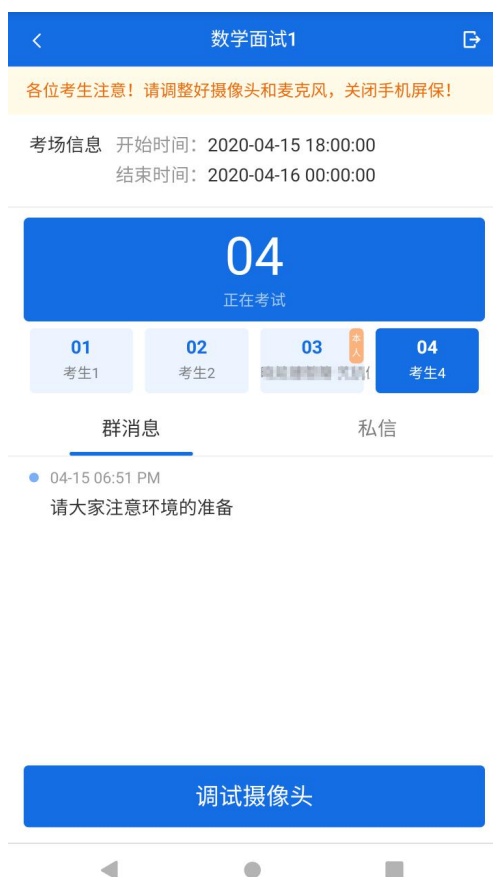 数学面试1
各位考生注意！请调整好摄像头和麦克风，关闭手机屏保！
考场信息 开始时间：2020-04-15 18:00:00
结束时间：2020-04-16 00:00:00
04
正在考试
01 02 03 本人 04
考生1 考生2 考生4
群消息 私信
04-15 06:51 PM
请大家注意环境的准备
调试摄像头